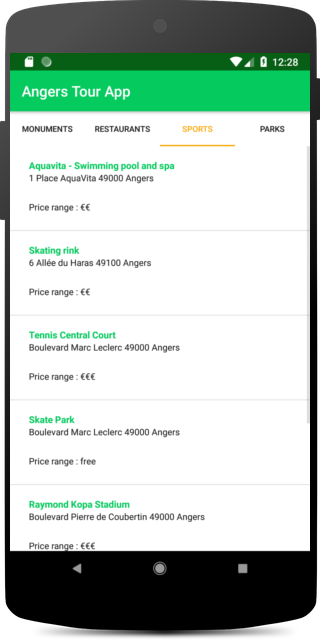 12:28
Angers Tour App
MONUMENTS RESTAURANTS SPORTS PARKS
Aquavita - Swimming pool and spa
1 Place AquaVita 49000 Angers
Price range : €€
Skating rink
6 Allée du Haras 49100 Angers
Price range : €€
Tennis Central Court
Boulevard Marc Leclerc 49000 Angers
Price range : €€€
Skate Park
Boulevard Marc Leclerc 49000 Angers
Price range : free
Raymond Kopa Stadium
Boulevard Pierre de Coubertin 49000 Angers
Price range : €€€